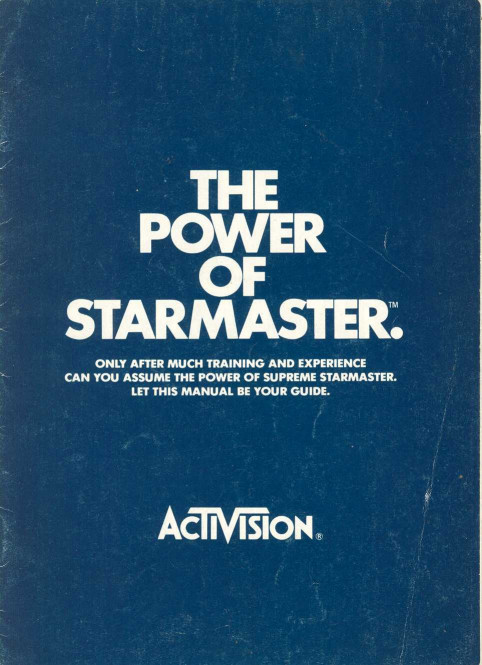 THE
POWER
OF
STARMASTER.™
ONLY AFTER MUCH TRAINING AND EXPERIENCE
CAN YOU ASSUME THE POWER OF SUPREME STARMASTER.
LET THIS MANUAL BE YOUR GUIDE.
ACTIVISION®